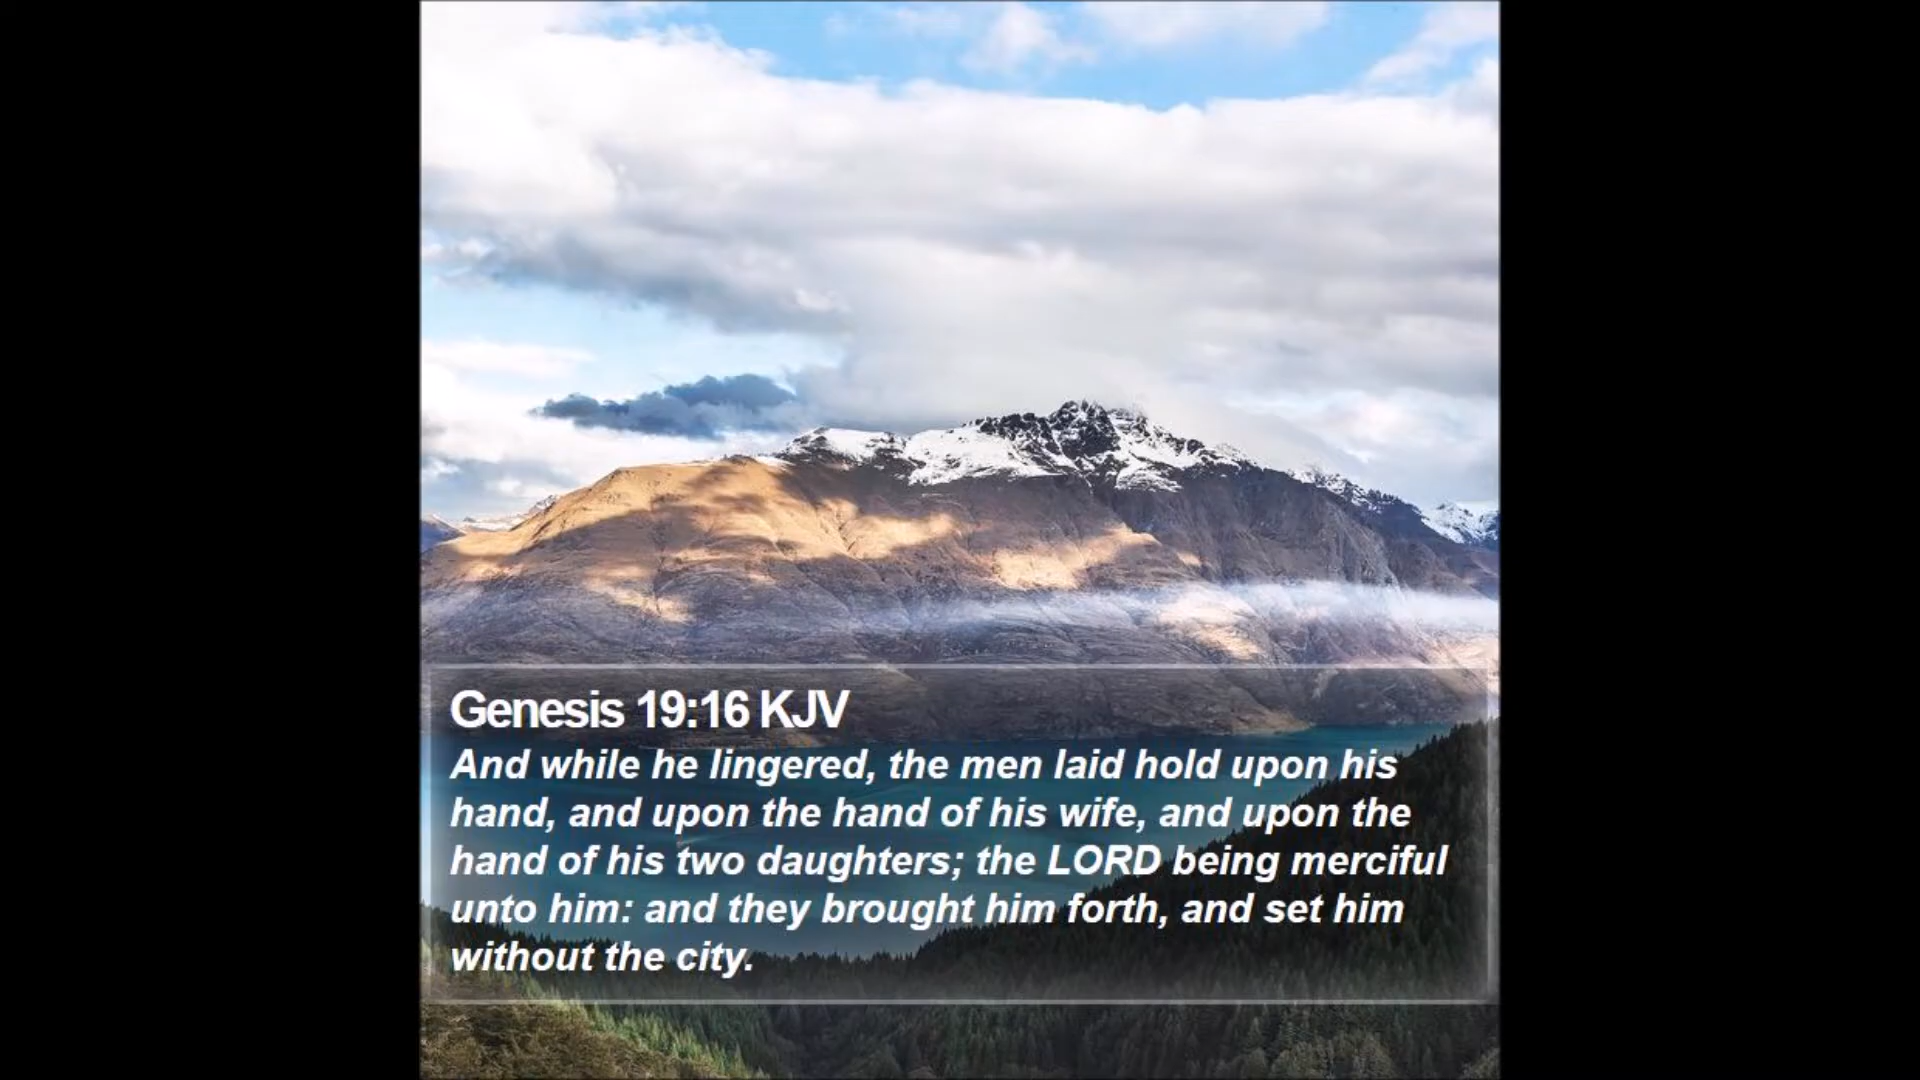 Genesis 19:16 KJV
And while he lingered, the men laid hold upon his
hand, and upon the hand of his wife, and upon the
hand of his two daughters; the LORD being merciful
unto him: and they brought him forth, and set him
without the city.